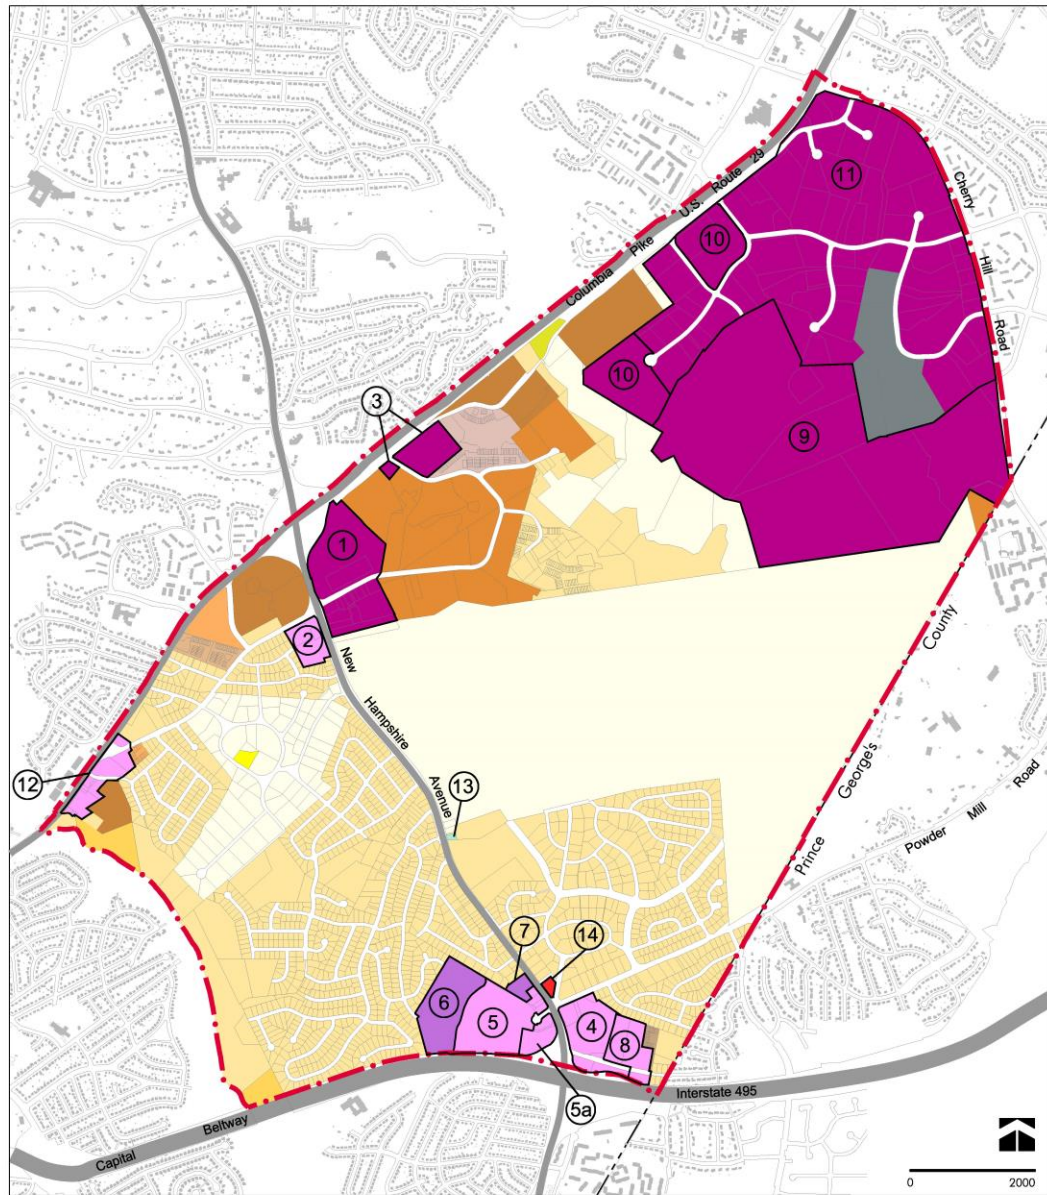 Columbia Pike U.S. Route 29
Cherry Hill Road
11
10
10
3
9
1
2
New Hampshire Avenue
12
13
Prince George's County
Powder Mill Road
7
14
6
5
4
8
5a
Interstate 495
Capital Beltway
0 2000